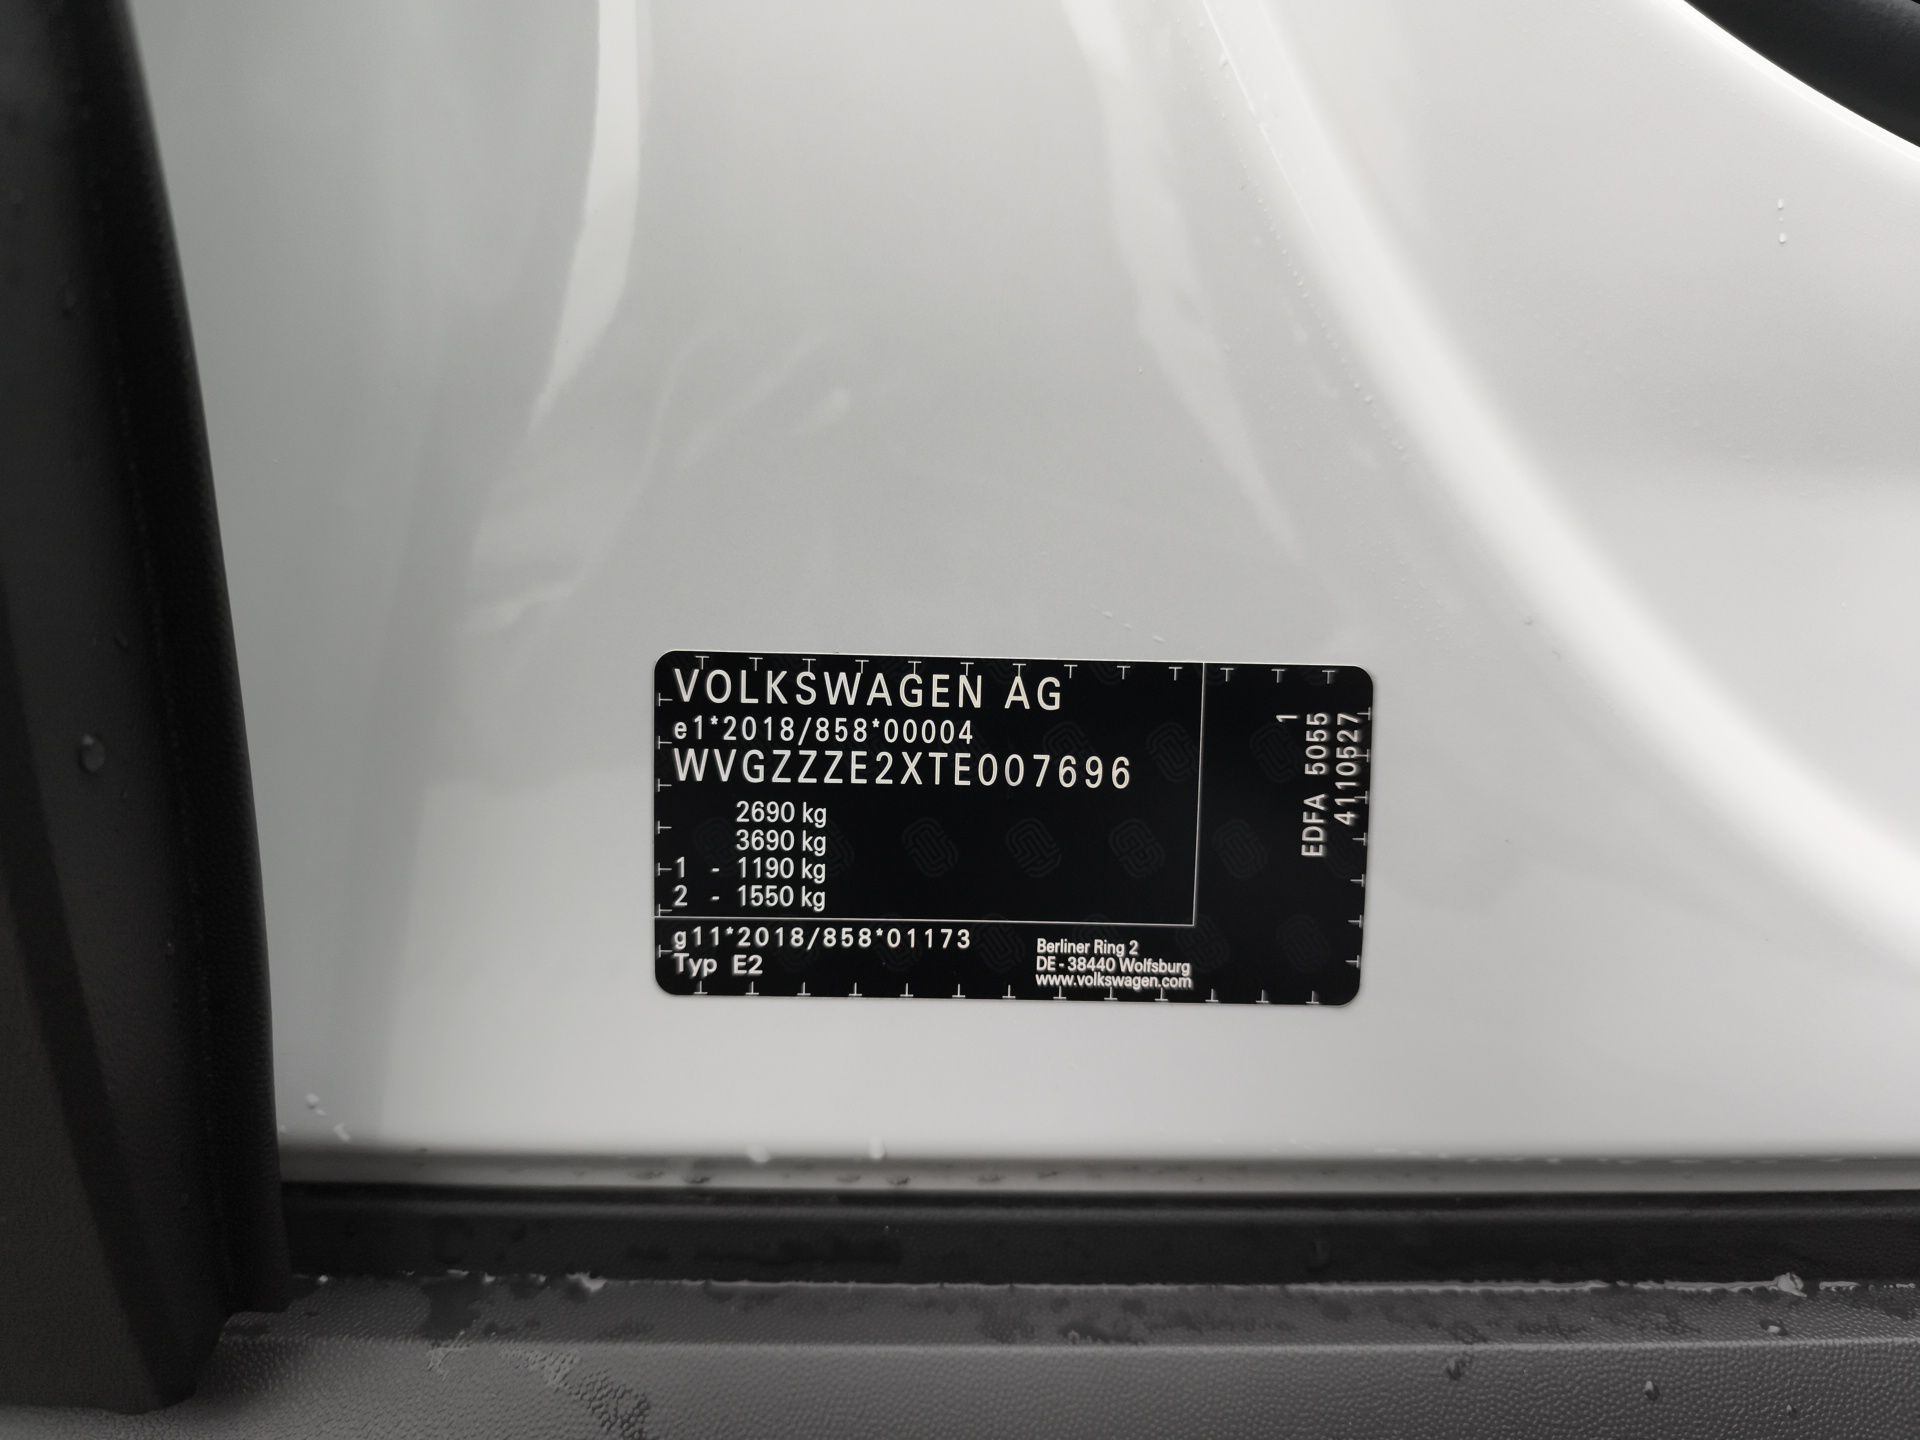 VOLKSWAGEN AG
e1*2018/858*00004
WVGZZZE2XTE007696
2690 kg
3690 kg
1 - 1190 kg
2 - 1550 kg
g11*2018/858*01173
Typ E2
Berliner Ring 2
DE - 38440 Wolfsburg
www.volkswagen.com
1
EDFA 5055
4110527